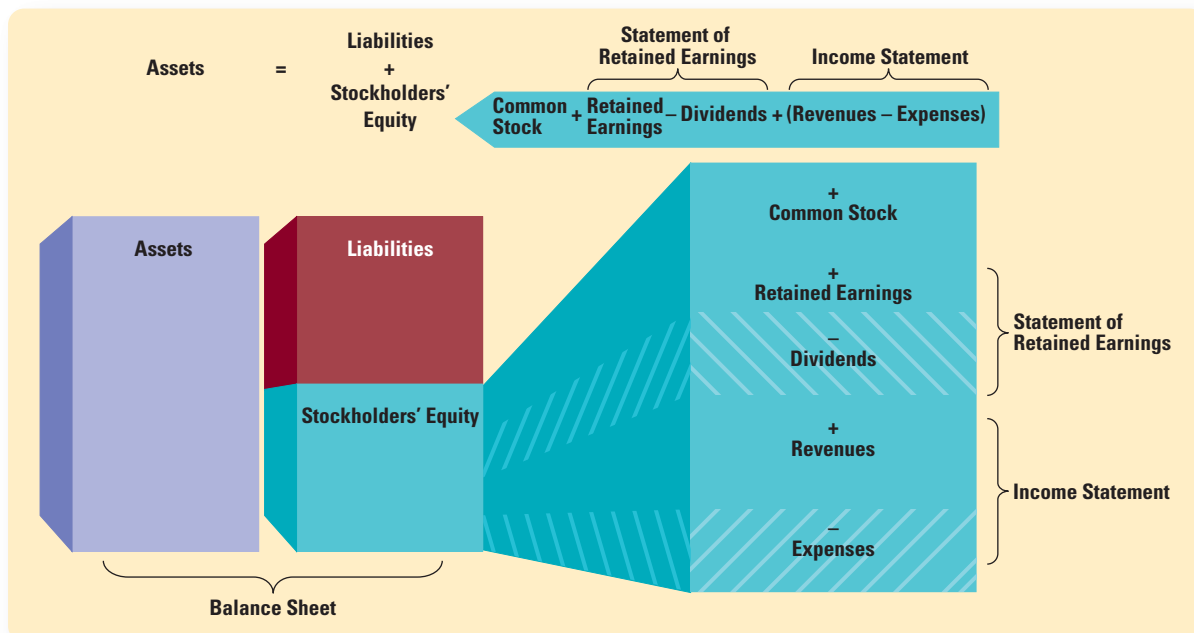 Assets
=
Liabilities
+
Stockholders'
Equity
Statement of
Retained Earnings
Income Statement
Common
Stock
+
Retained
Earnings
– Dividends + (Revenues – Expenses)
Assets
Liabilities
Stockholders' Equity
+
Common Stock
+
Retained Earnings
–
Dividends
+
Revenues
–
Expenses
Statement of
Retained Earnings
Income Statement
Balance Sheet